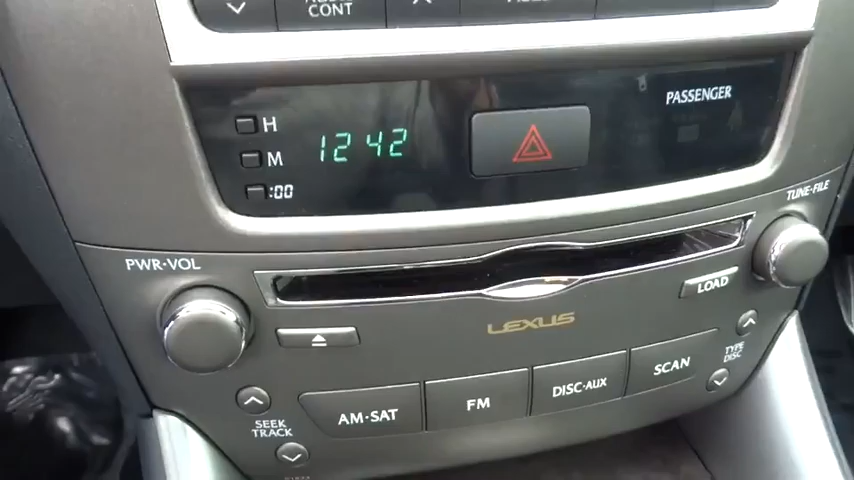 CONT
PASSENGER
H
M
:00
12 42
TUNE·FILE
PWR·VOL
LOAD
LEXUS
AM·SAT
FM
DISC·AUX
SCAN
TYPE
DISC
SEEK
TRACK